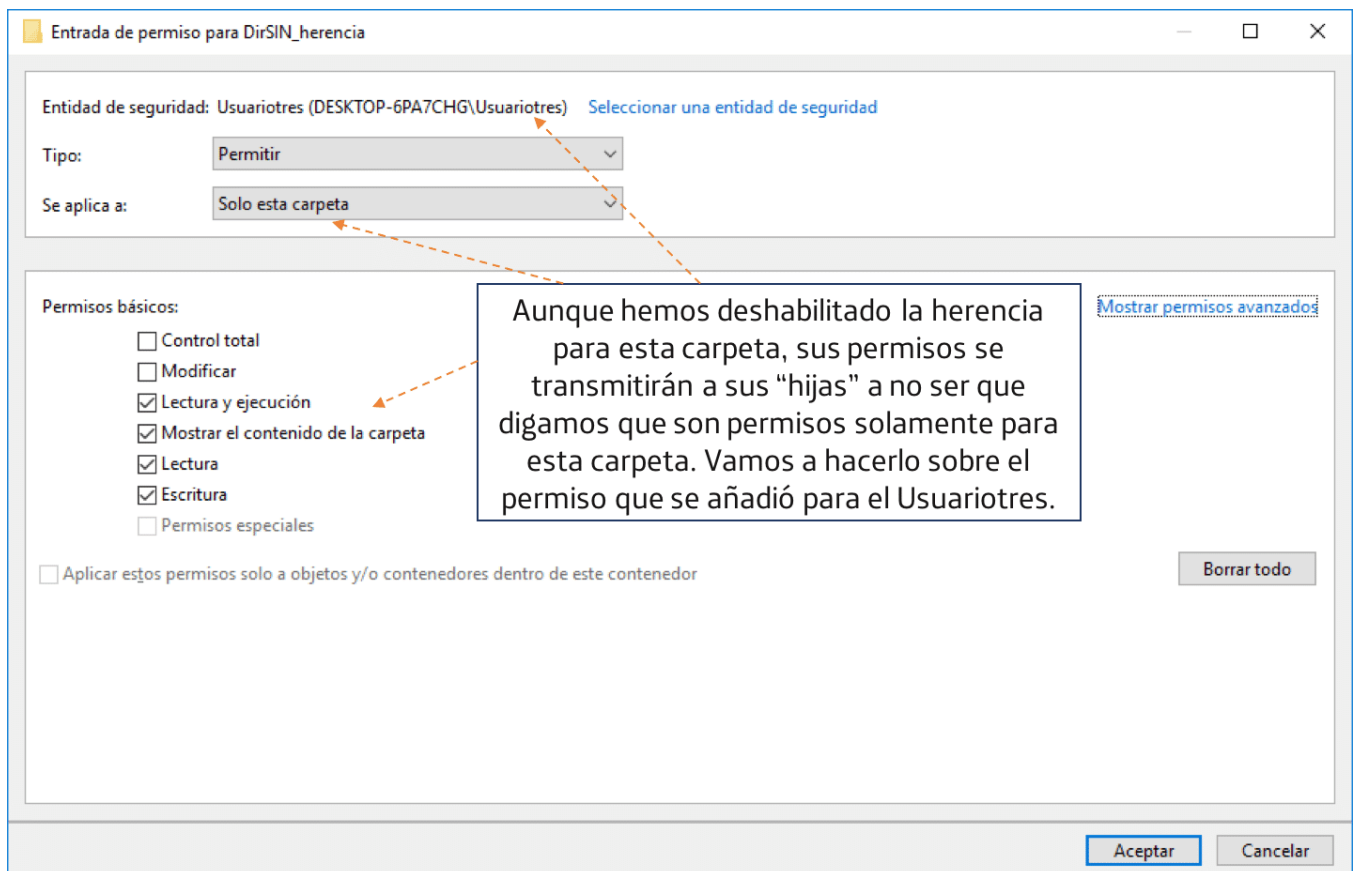 Entrada de permiso para DirSIN_herencia
Entidad de seguridad: Usuariotres (DESKTOP-6PA7CHG\Usuariotres) Seleccionar una entidad de seguridad
Tipo: Permitir
Se aplica a: Solo esta carpeta
Permisos básicos:
Mostrar permisos avanzados
Control total
Modificar
Lectura y ejecución
Mostrar el contenido de la carpeta
Lectura
Escritura
Permisos especiales
Aunque hemos deshabilitado la herencia
para esta carpeta, sus permisos se
transmitirán a sus “hijas” a no ser que
digamos que son permisos solamente para
esta carpeta. Vamos a hacerlo sobre el
permiso que se añadió para el Usuariotres.
Aplicar estos permisos solo a objetos y/o contenedores dentro de este contenedor
Borrar todo
Aceptar
Cancelar